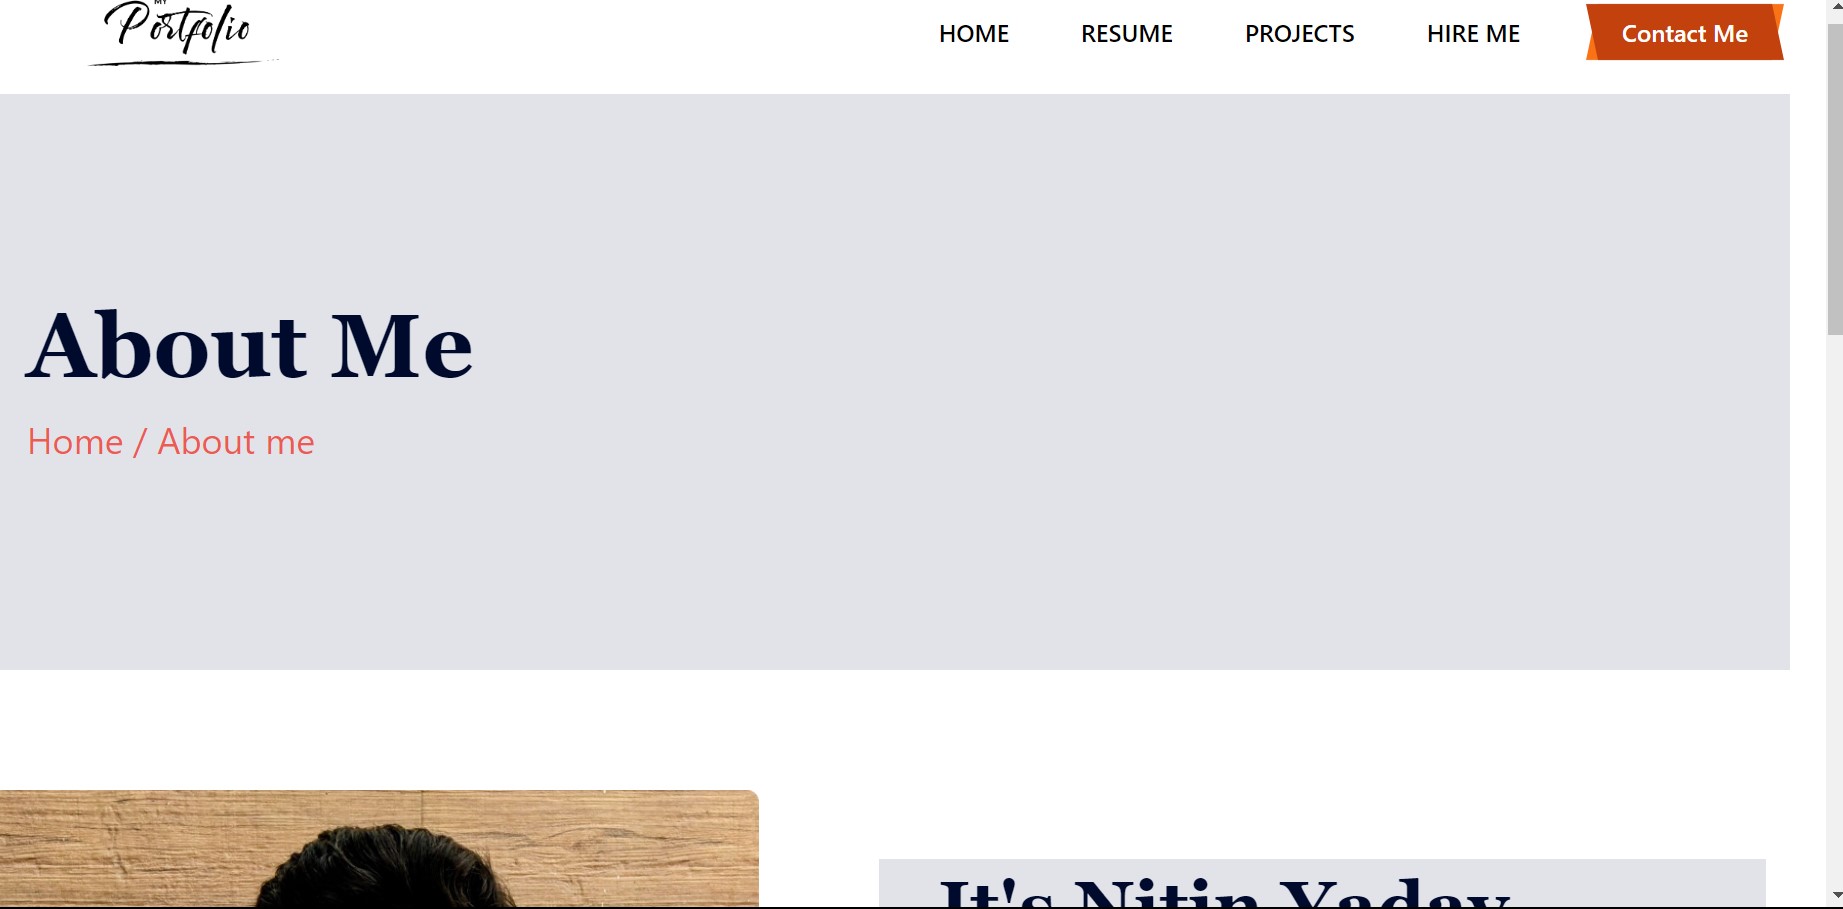 MY
Portfolio
HOME
RESUME
PROJECTS
HIRE ME
Contact Me
About Me
Home / About me
It's Nitin Yadav